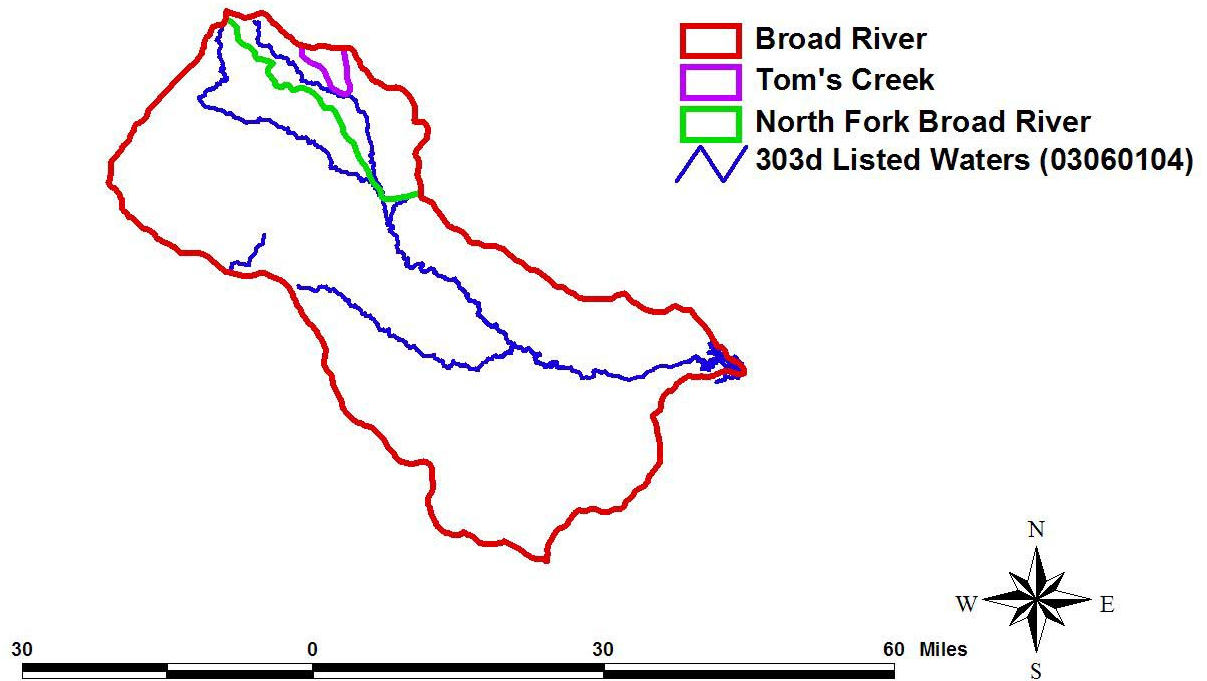 Broad River
Tom's Creek
North Fork Broad River
303d Listed Waters (03060104)
N
W E
S
30 0 30 60 Miles